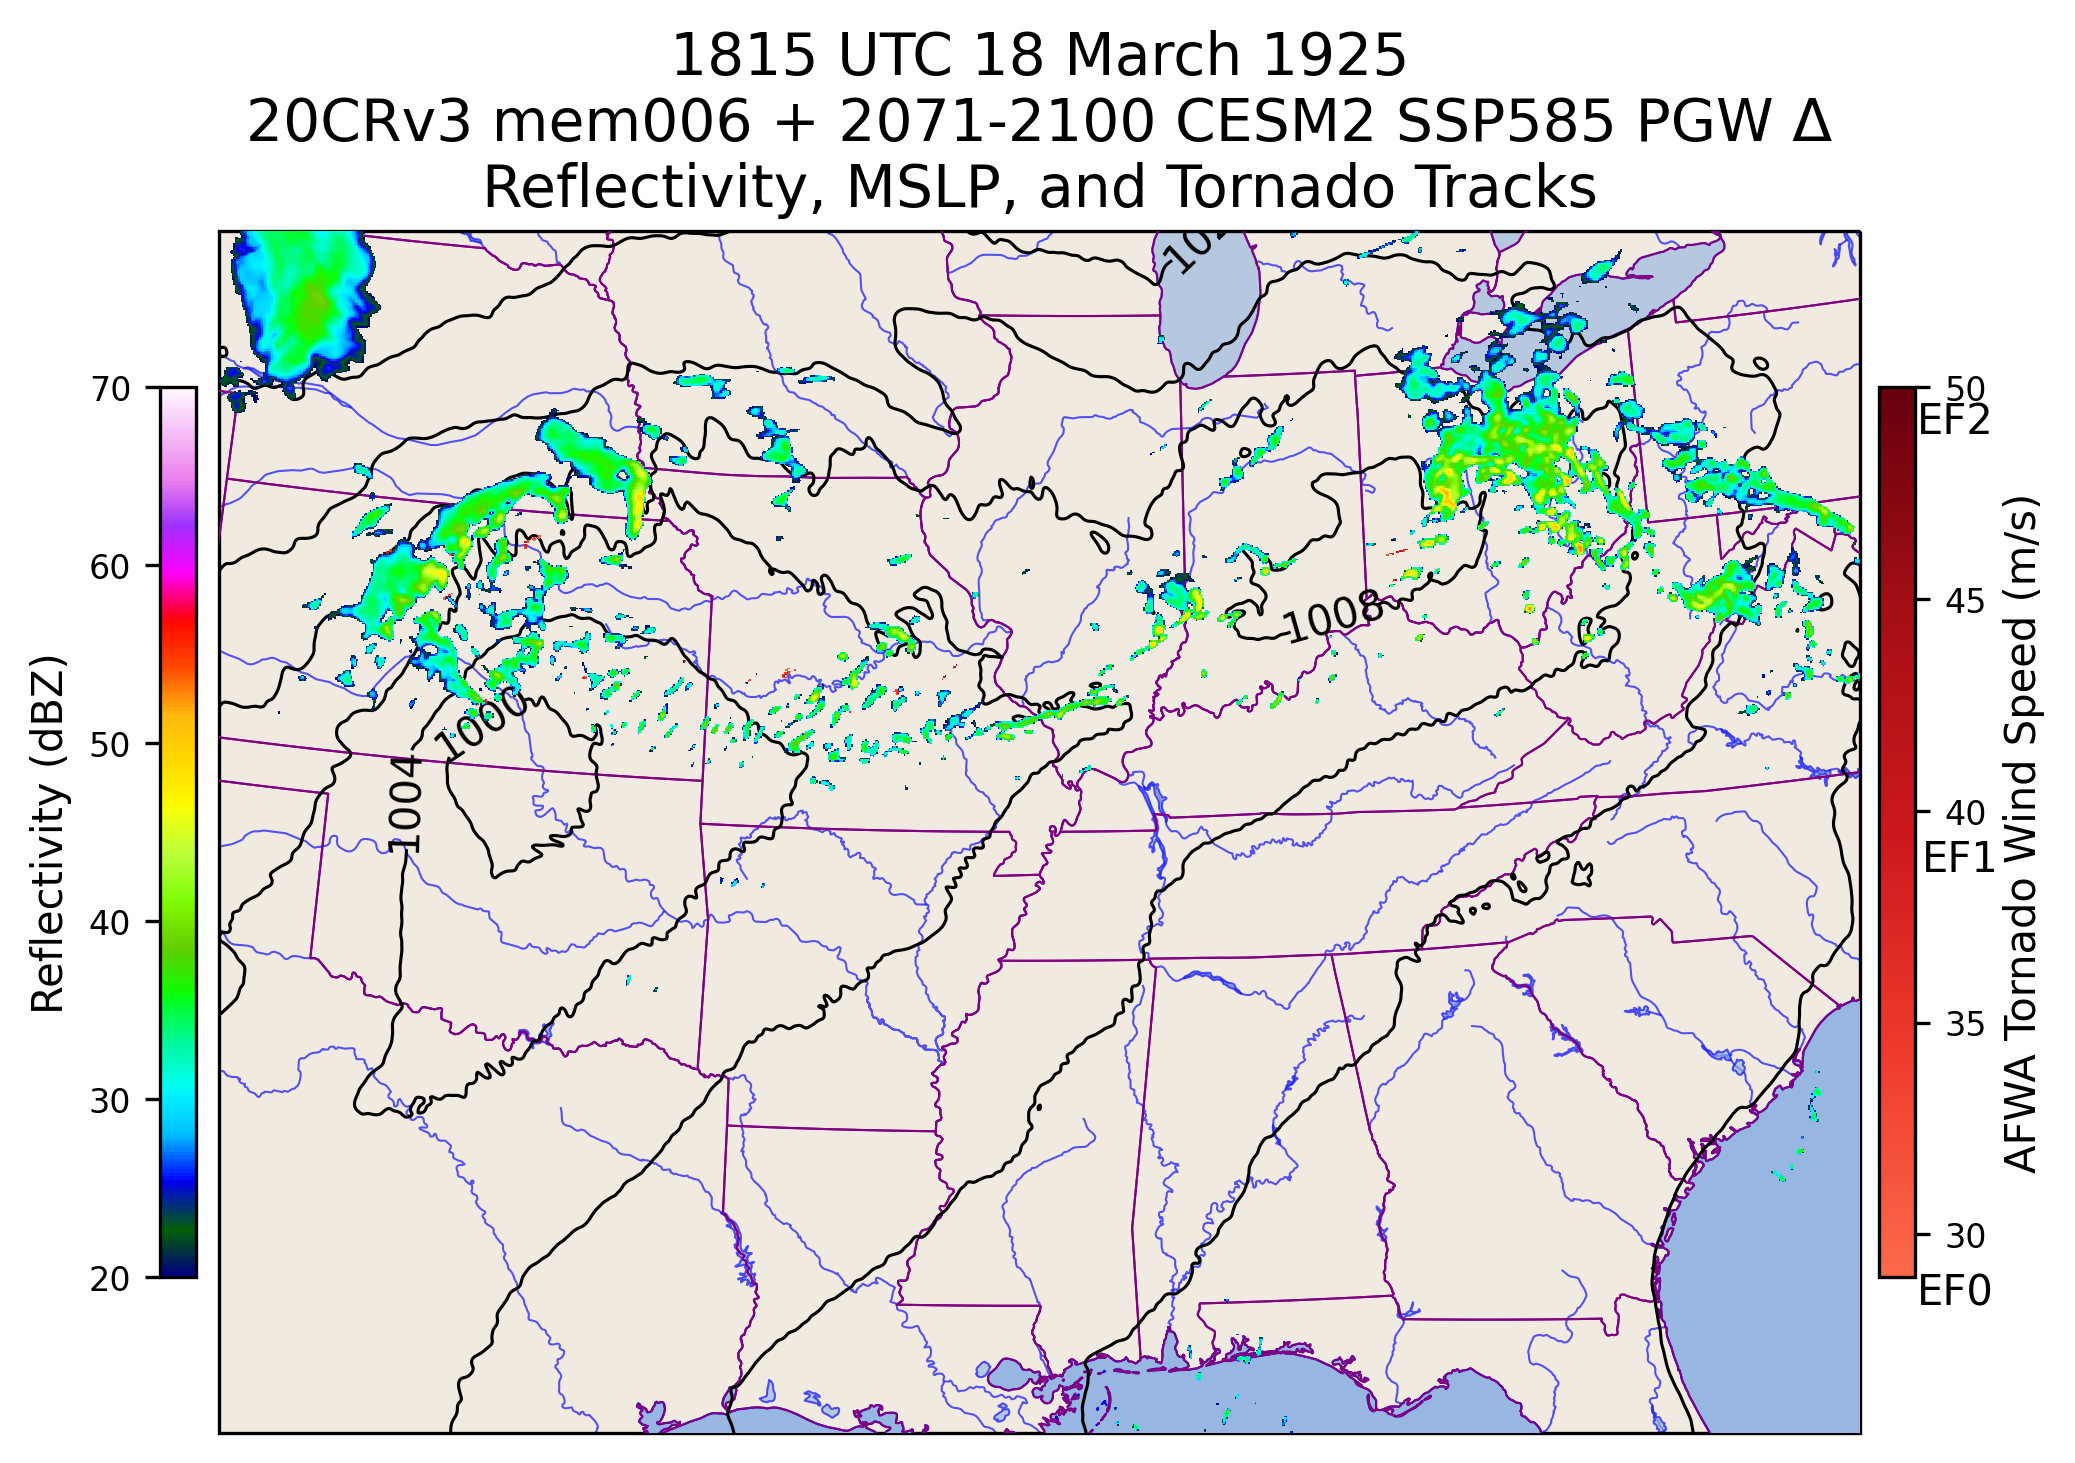 1815 UTC 18 March 1925
20CRv3 mem006 + 2071-2100 CESM2 SSP585 PGW Δ
Reflectivity, MSLP, and Tornado Tracks
70
60
50
40
30
20
Reflectivity (dBZ)
1008
1000
1004
50
EF2
45
40
EF1
35
30
EF0
AFWA Tornado Wind Speed (m/s)